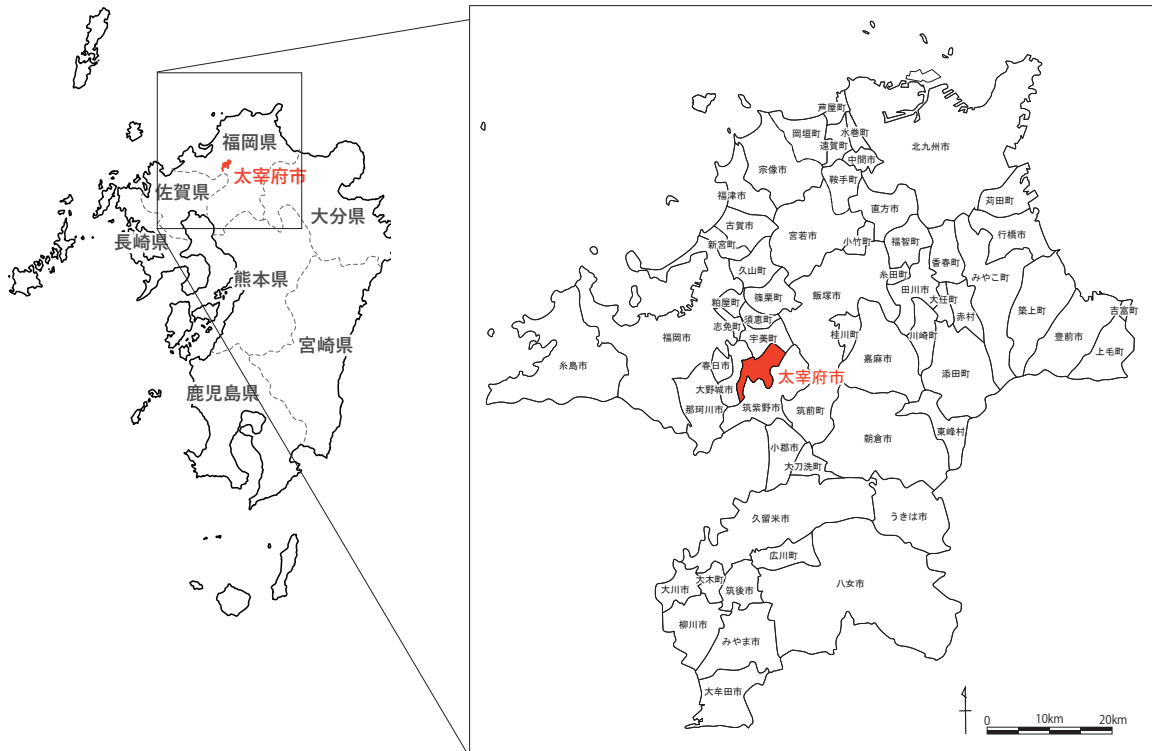 福岡県
太宰府市
佐賀県
大分県
長崎県
熊本県
宮崎県
鹿児島県
芦屋町
岡垣町
水巻町
遠賀町
北九州市
中間市
宗像市
鞍手町
福津市
直方市
苅田町
古賀市
宮若市
小竹町
福智町
行橋市
新宮町
香春町
久山町
糸田町
みやこ町
篠栗町
飯塚市
田川市
粕屋町
大任町
築上町
吉富町
須恵町
赤村
志免町
福岡市
宇美町
桂川町
川崎町
豊前市
上毛町
糸島市
春日市
嘉麻市
太宰府市
添田町
大野城市
那珂川市
筑紫野市
筑前町
東峰村
朝倉市
小郡市
大刀洗町
久留米市
うきは市
広川町
大木町
大川市
筑後市
八女市
柳川市
みやま市
大牟田市
0 10km 20km